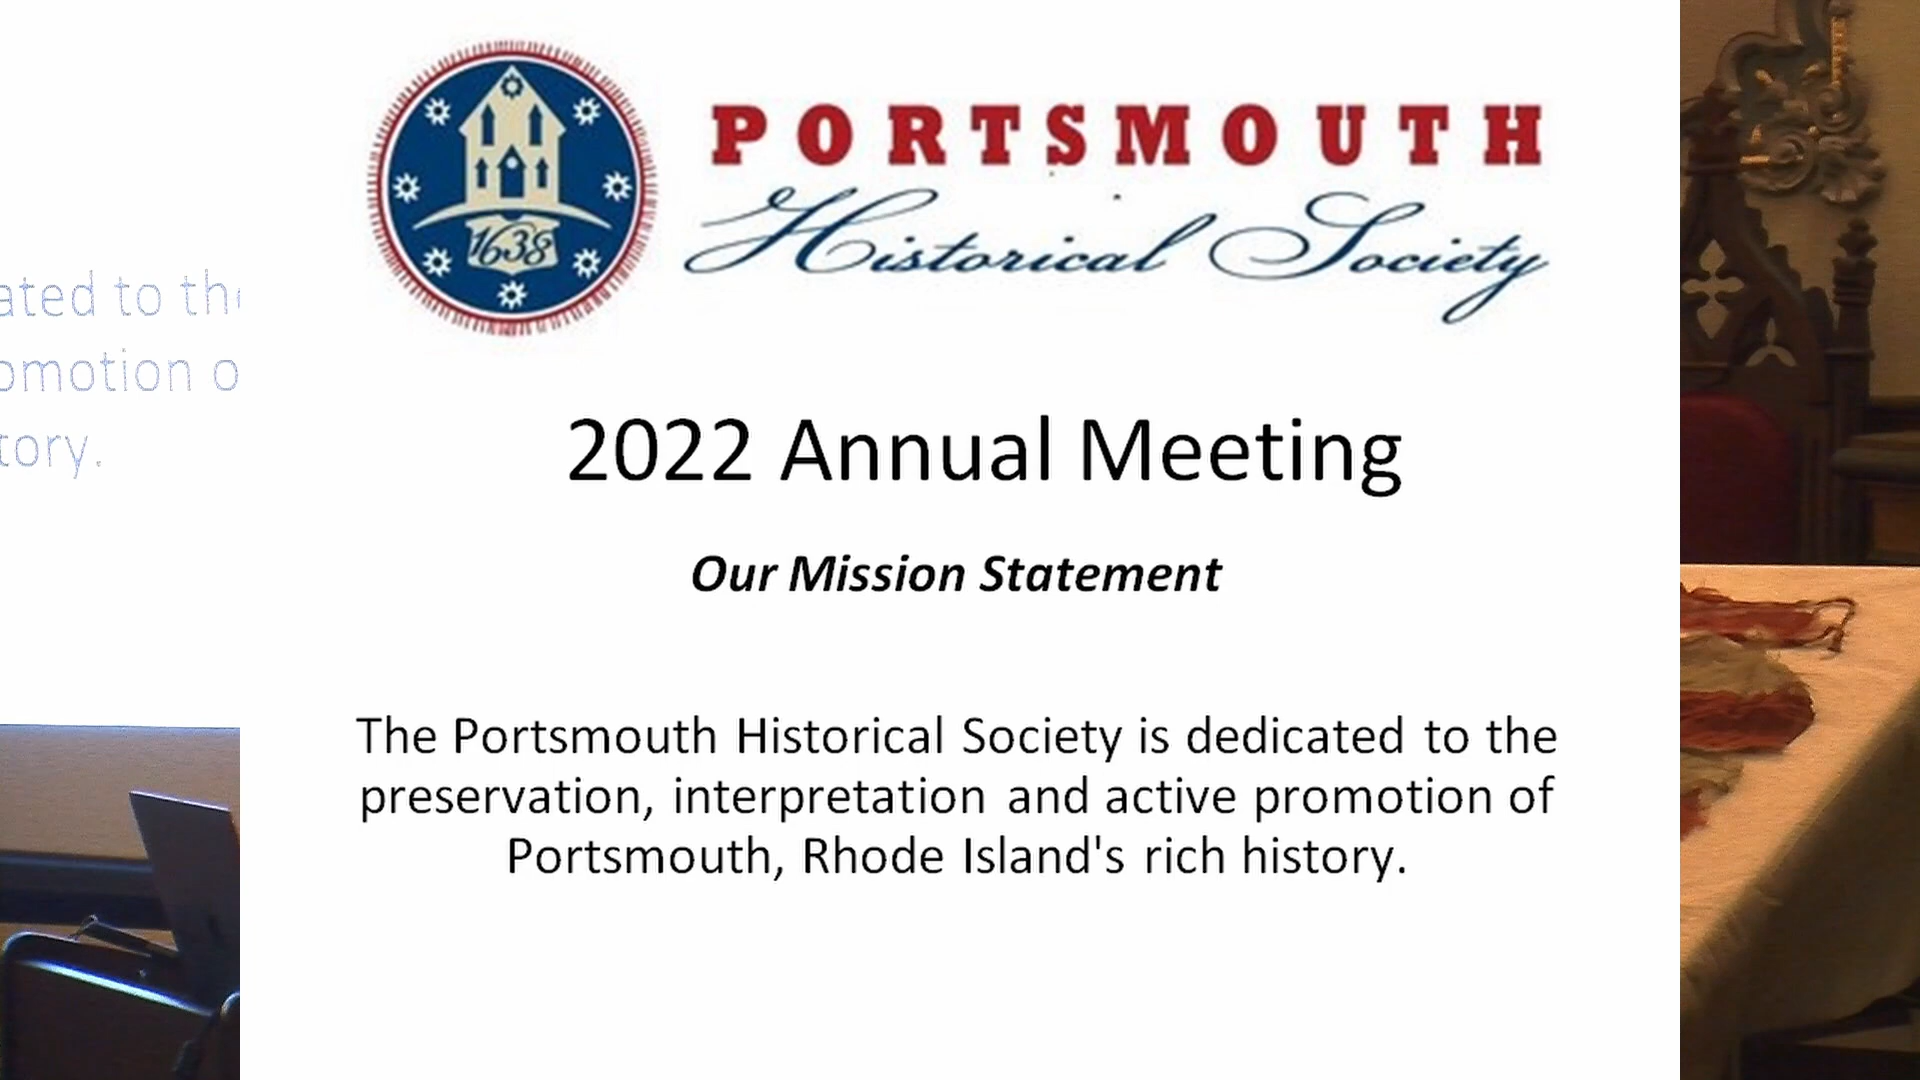 PORTSMOUTH
Historical Society
1638
2022 Annual Meeting
Our Mission Statement
The Portsmouth Historical Society is dedicated to the
preservation, interpretation and active promotion of
Portsmouth, Rhode Island's rich history.
to